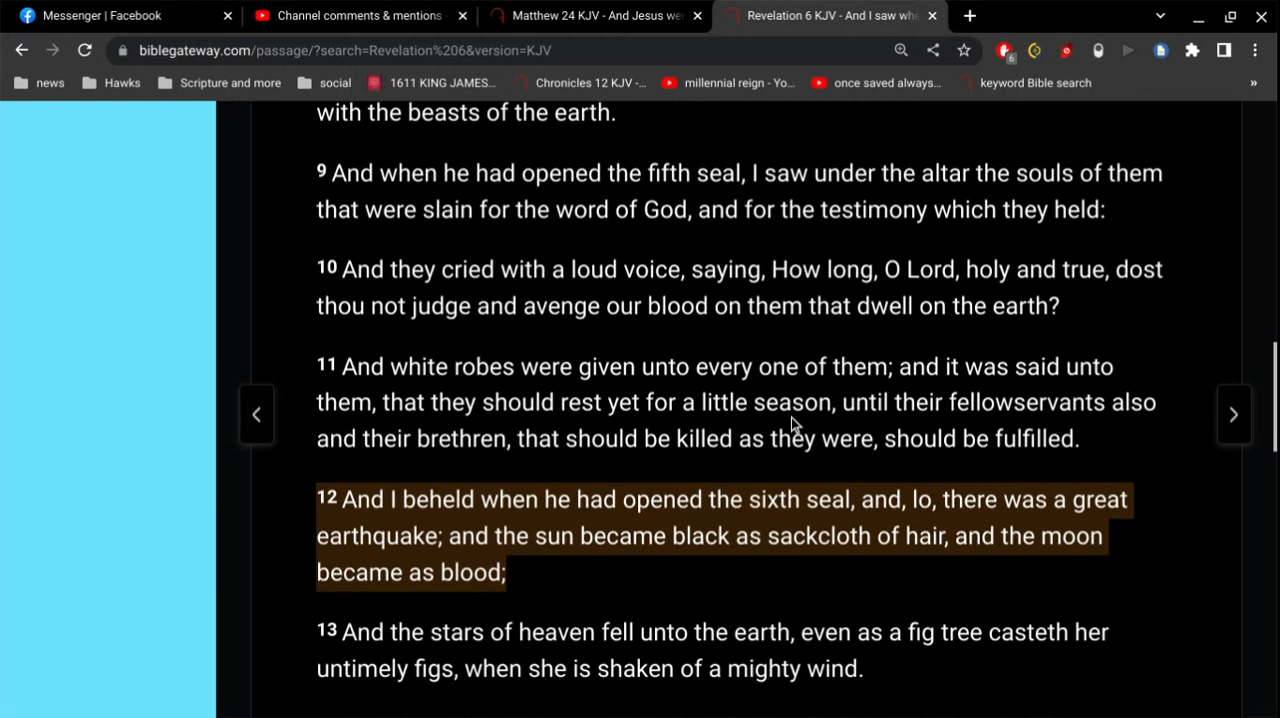 Messenger | Facebook
Channel comments & mentions -
Matthew 24 KJV - And Jesus wen
Revelation 6 KJV - And I saw whe
biblegateway.com/passage/?search=Revelation %206&version=KJV
6
news
Hawks
Scripture and more
social
1611 KING JAMES...
Chronicles 12 KJV -...
millennial reign - Yo...
once saved always...
keyword Bible search
»
with the beasts of the earth.
9 And when he had opened the fifth seal, I saw under the altar the souls of them
that were slain for the word of God, and for the testimony which they held:
10 And they cried with a loud voice, saying, How long, O Lord, holy and true, dost
thou not judge and avenge our blood on them that dwell on the earth?
11 And white robes were given unto every one of them; and it was said unto
them, that they should rest yet for a little season, until their fellowservants also
and their brethren, that should be killed as they were, should be fulfilled.
12 And I beheld when he had opened the sixth seal, and, lo, there was a great
earthquake; and the sun became black as sackcloth of hair, and the moon
became as blood;
13 And the stars of heaven fell unto the earth, even as a fig tree casteth her
untimely figs, when she is shaken of a mighty wind.